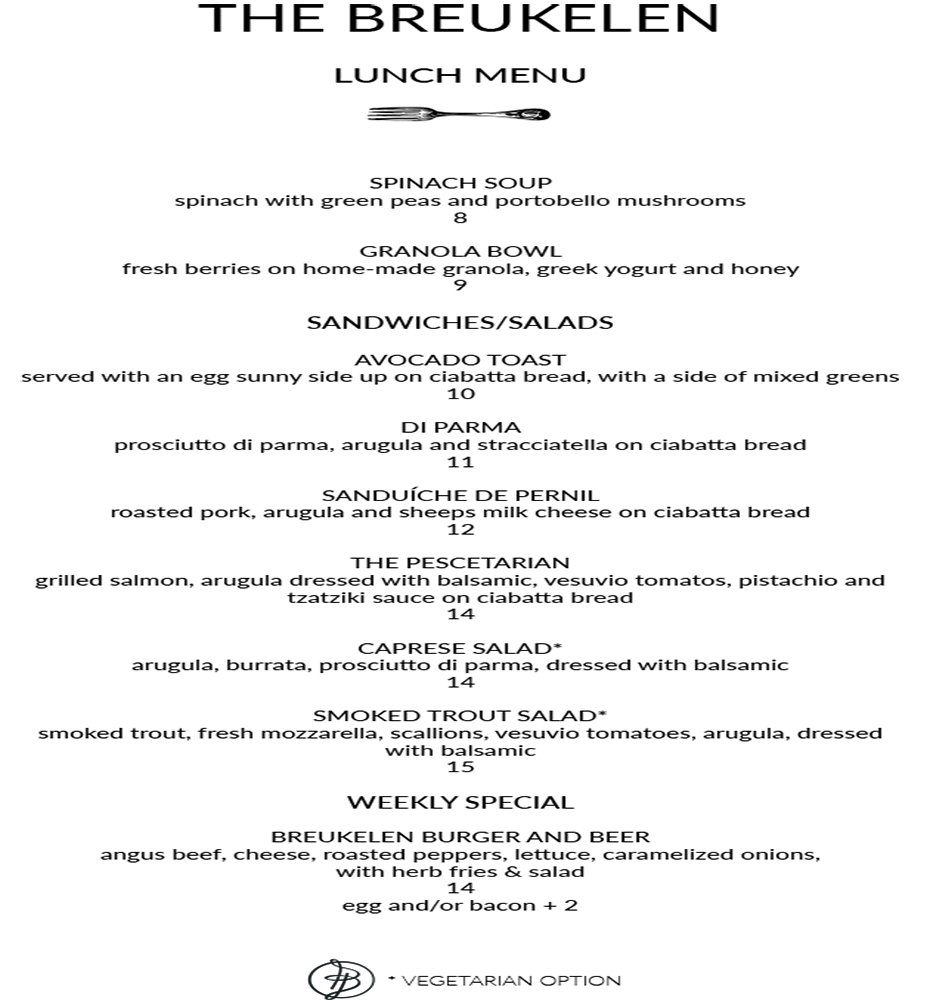 THE BREUKELEN
LUNCH MENU
SPINACH SOUP
spinach with green peas and portobello mushrooms
8
GRANOLA BOWL
fresh berries on home-made granola, greek yogurt and honey
9
SANDWICHES/SALADS
AVOCADO TOAST
served with an egg sunny side up on ciabatta bread, with a side of mixed greens
10
DI PARMA
prosciutto di parma, arugula and stracciatella on ciabatta bread
11
SANDUÍCHE DE PERNIL
roasted pork, arugula and sheeps milk cheese on ciabatta bread
12
THE PESCETARIAN
grilled salmon, arugula dressed with balsamic, vesuvio tomatos, pistachio and
tzatziki sauce on ciabatta bread
14
CAPRESE SALAD*
arugula, burrata, prosciutto di parma, dressed with balsamic
14
SMOKED TROUT SALAD*
smoked trout, fresh mozzarella, scallions, vesuvio tomatoes, arugula, dressed
with balsamic
15
WEEKLY SPECIAL
BREUKELEN BURGER AND BEER
angus beef, cheese, roasted peppers, lettuce, caramelized onions,
with herb fries & salad
14
egg and/or bacon + 2
* VEGETARIAN OPTION